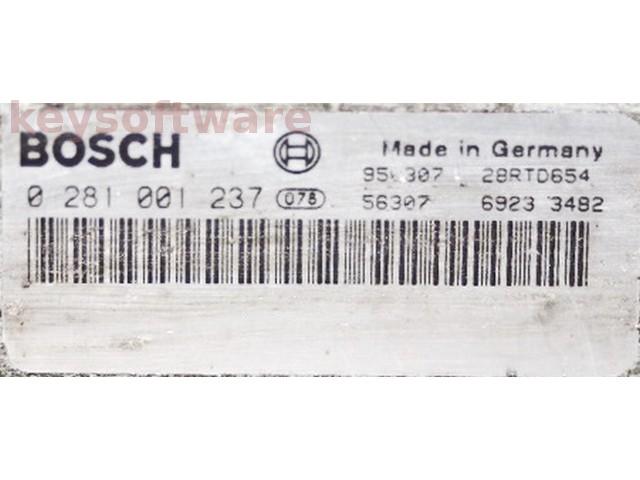 keysoftware
BOSCH
Made in Germany
0 281 001 237 078
28RTD654
56307 6923 3482